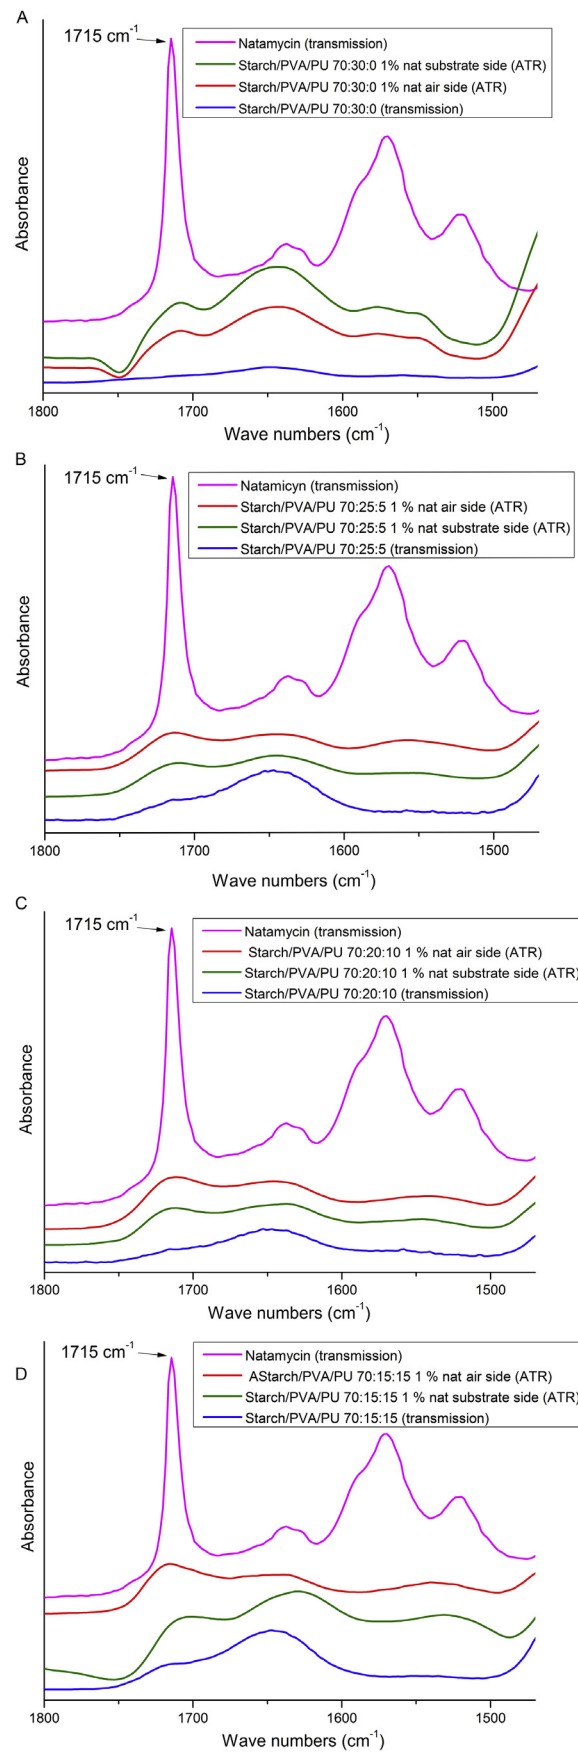 A
1715 cm-1
Natamycin (transmission)
Starch/PVA/PU 70:30:0 1% nat substrate side (ATR)
Starch/PVA/PU 70:30:0 1% nat air side (ATR)
Starch/PVA/PU 70:30:0 (transmission)
Absorbance
1800 1700 1600 1500
Wave numbers (cm-1)
B
1715 cm-1
Natamicyn (transmission)
Starch/PVA/PU 70:25:5 1 % nat air side (ATR)
Starch/PVA/PU 70:25:5 1 % nat substrate side (ATR)
Starch/PVA/PU 70:25:5 (transmission)
Absorbance
1800 1700 1600 1500
Wave numbers (cm-1)
C
1715 cm-1
Natamycin (transmission)
Starch/PVA/PU 70:20:10 1 % nat air side (ATR)
Starch/PVA/PU 70:20:10 1 % nat substrate side (ATR)
Starch/PVA/PU 70:20:10 (transmission)
Absorbance
1800 1700 1600 1500
Wave numbers (cm-1)
D
1715 cm-1
Natamycin (transmission)
AStarch/PVA/PU 70:15:15 1 % nat air side (ATR)
Starch/PVA/PU 70:15:15 1 % nat substrate side (ATR)
Starch/PVA/PU 70:15:15 (transmission)
Absorbance
1800 1700 1600 1500
Wave numbers (cm-1)